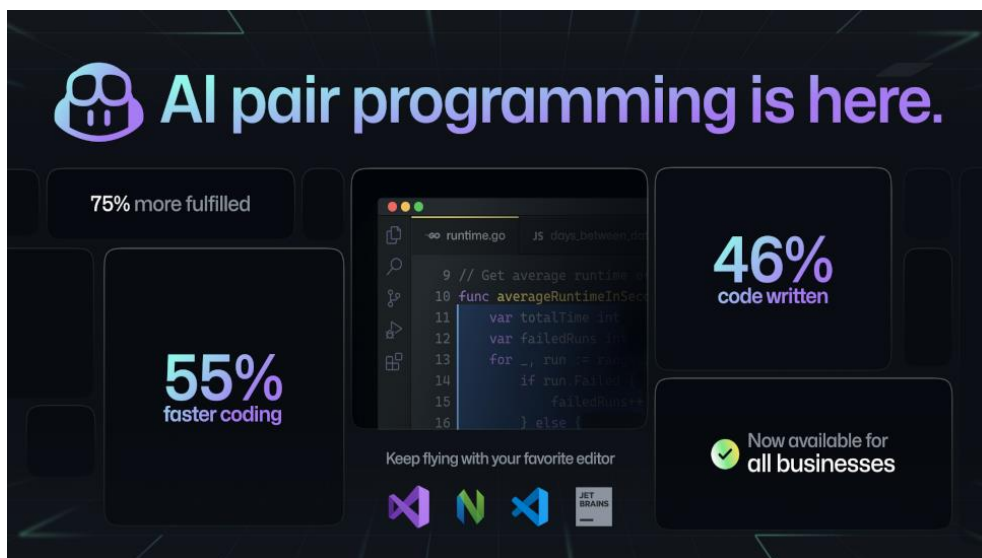 AI pair programming is here.
75% more fulfilled
55%
faster coding
runtime.go JS days_between_dat
9 // Get average runtime
10 func averageRuntimeInSeco
11 var totalTime int
12 var failedRuns int
13 for _, run := range
14 if run.Failed {
15 failedRuns++
16 } else {
Keep flying with your favorite editor
JET
BRAINS
46%
code written
Now available for
all businesses